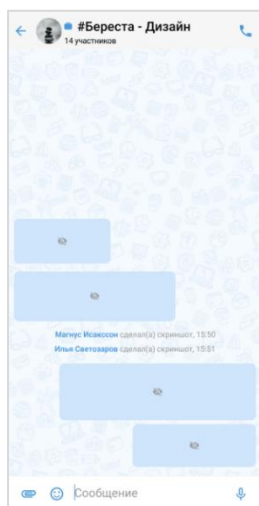 #Береста - Дизайн
14 участников
Магнус Исакссон сделал(а) скриншот, 15:50
Илья Светозаров сделал(а) скриншот, 15:51
Сообщение